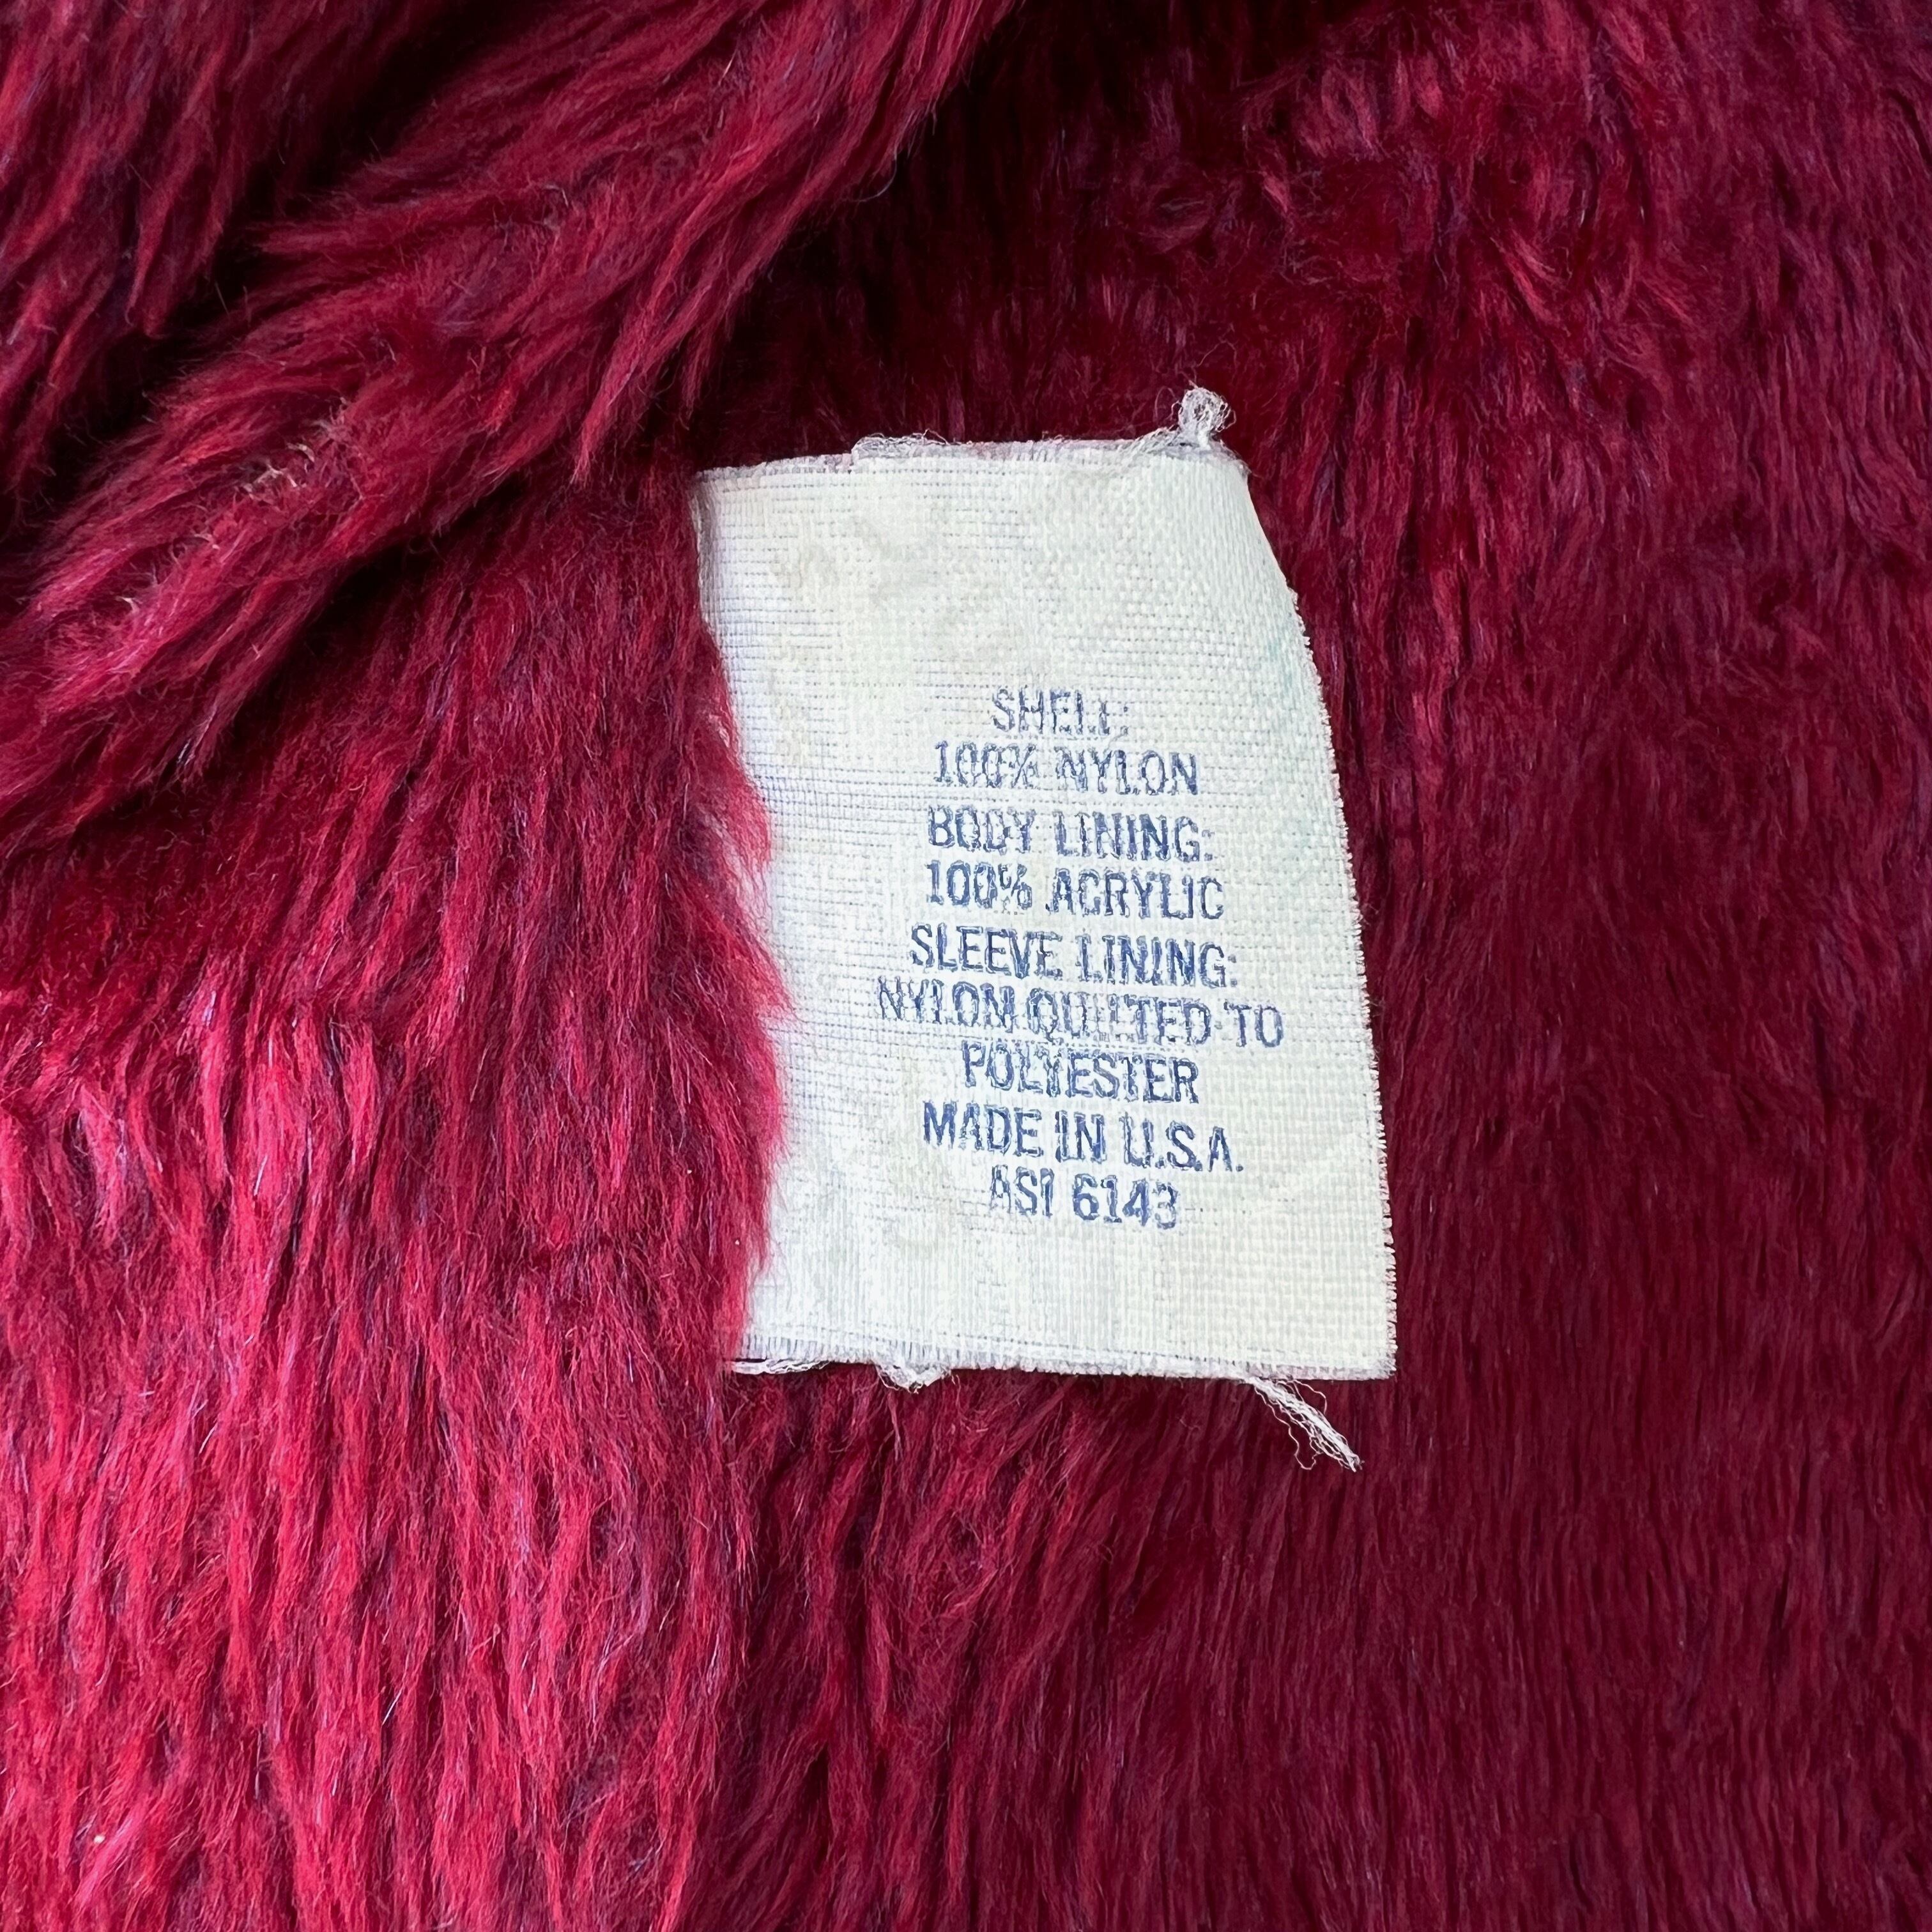 SHELL:
100% NYLON
BODY LINING:
100% ACRYLIC
SLEEVE LINING:
NYLON QUILTED TO
POLYESTER
MADE IN U.S.A.
ASI 6143